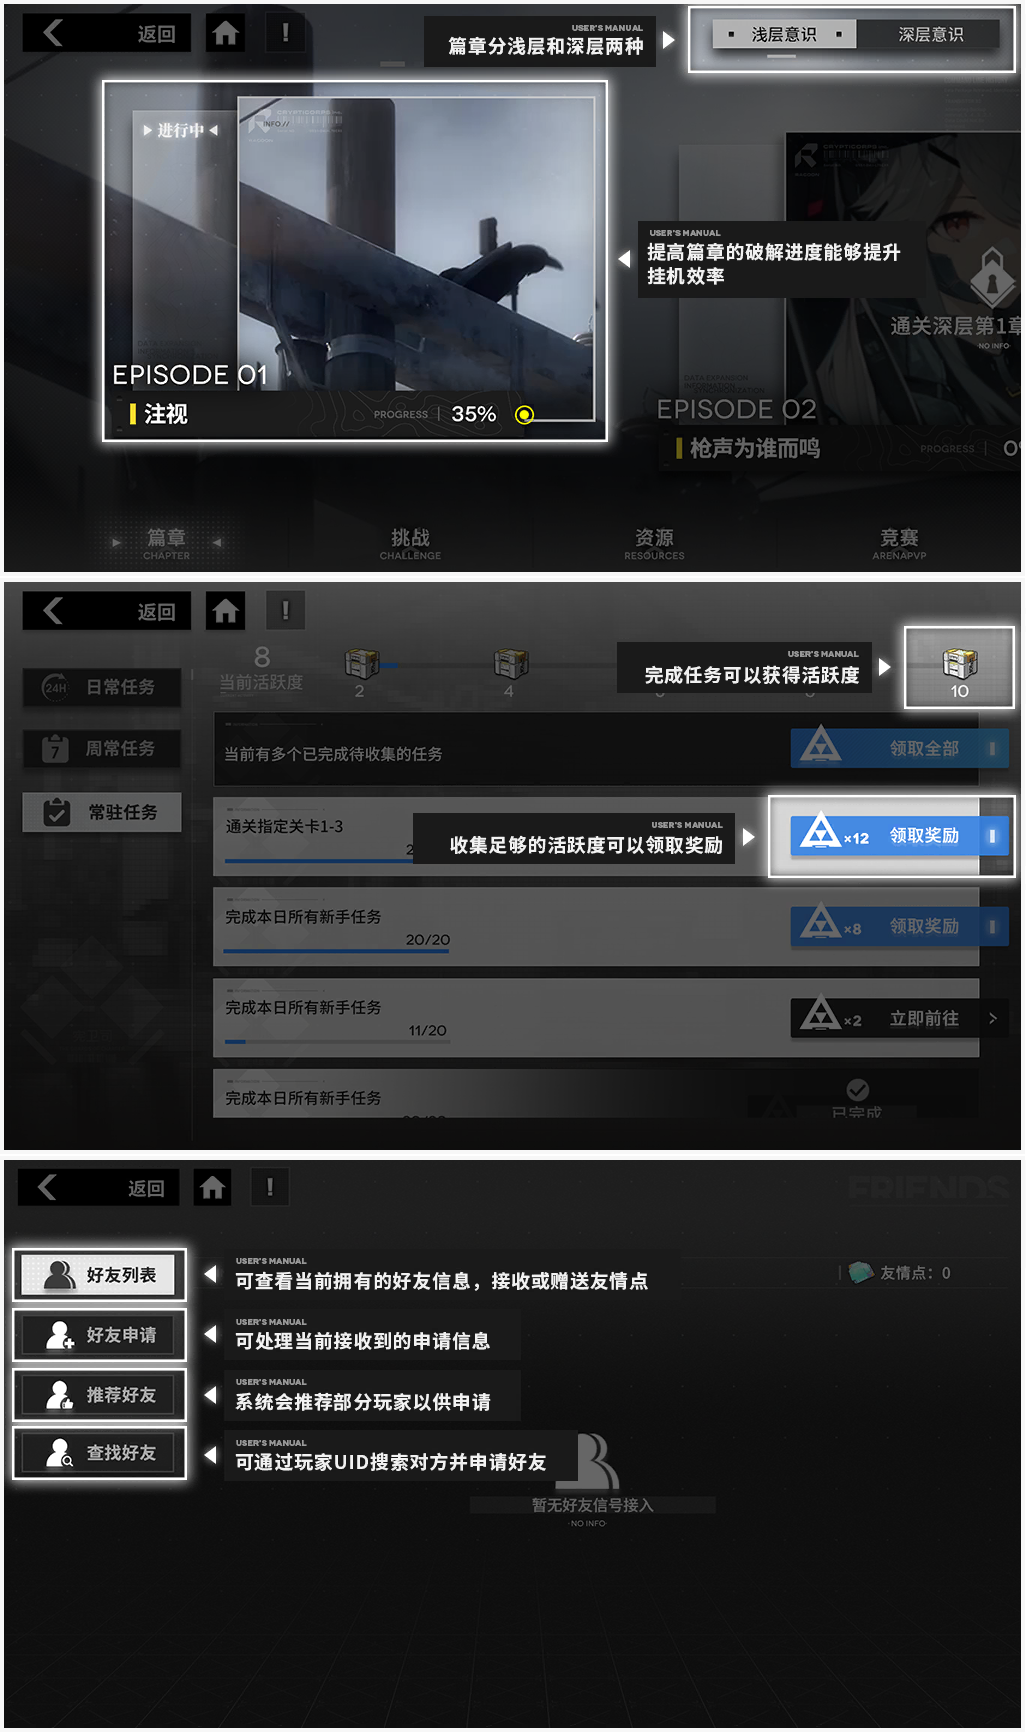 返回
!
USER'S MANUAL
篇章分浅层和深层两种
浅层意识
深层意识
进行中
INFO//
CRYPTICORPS
USER'S MANUAL
提高篇章的破解进度能够提升
挂机效率
通关深层第1章
·NO INFO·
EPISODE 01
注视
PROGRESS
35%
DATA EXPANSION
INFORMATION
EPISODE 02
枪声为谁而鸣
PROGRESS
篇章
CHAPTER
挑战
CHALLENGE
资源
RESOURCES
竞赛
ARENAPVP
返回
!
24H
日常任务
7
周常任务
常驻任务
8
当前活跃度
2
4
USER'S MANUAL
完成任务可以获得活跃度
10
当前有多个已完成待收集的任务
领取全部
通关指定关卡1-3
USER'S MANUAL
收集足够的活跃度可以领取奖励
×12
领取奖励
完成本日所有新手任务
20/20
×8
领取奖励
完成本日所有新手任务
11/20
×2
立即前往
完成本日所有新手任务
已完成
返回
!
FRIENDS
好友列表
USER'S MANUAL
可查看当前拥有的好友信息，接收或赠送友情点
友情点：0
好友申请
USER'S MANUAL
可处理当前接收到的申请信息
推荐好友
USER'S MANUAL
系统会推荐部分玩家以供申请
查找好友
USER'S MANUAL
可通过玩家UID搜索对方并申请好友
暂无好友信号接入
·NO INFO·